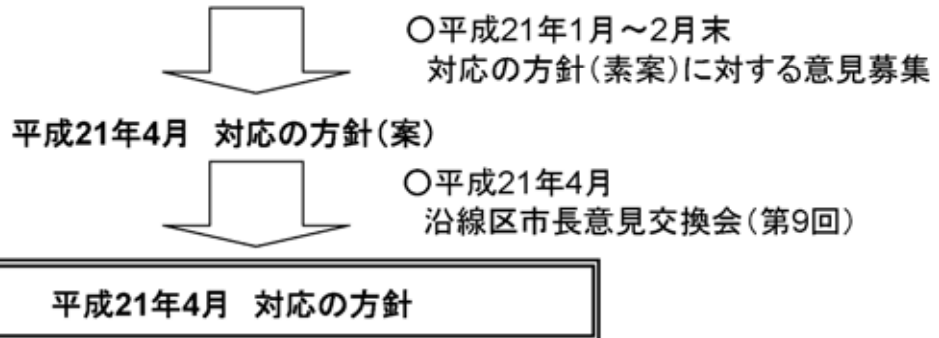 ○平成21年1月～2月末
対応の方針(素案)に対する意見募集
平成21年4月　対応の方針(案)
○平成21年4月
沿線区市長意見交換会(第9回)
平成21年4月　対応の方針